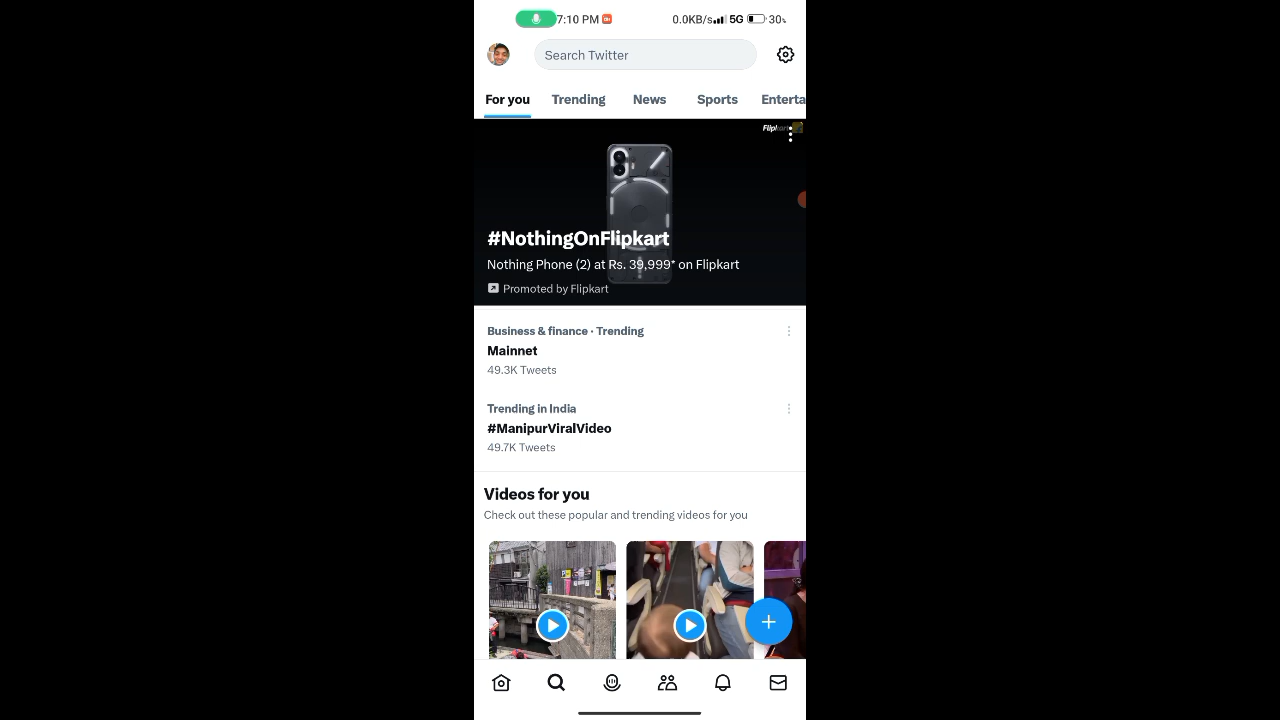 7:10 PM 0.0KB/s 5G 30%
Search Twitter
For you Trending News Sports Enterta
Flipkart
#NothingOnFlipkart
Nothing Phone (2) at Rs. 39,999* on Flipkart
Promoted by Flipkart
Business & finance · Trending
Mainnet
49.3K Tweets
Trending in India
#ManipurViralVideo
49.7K Tweets
Videos for you
Check out these popular and trending videos for you